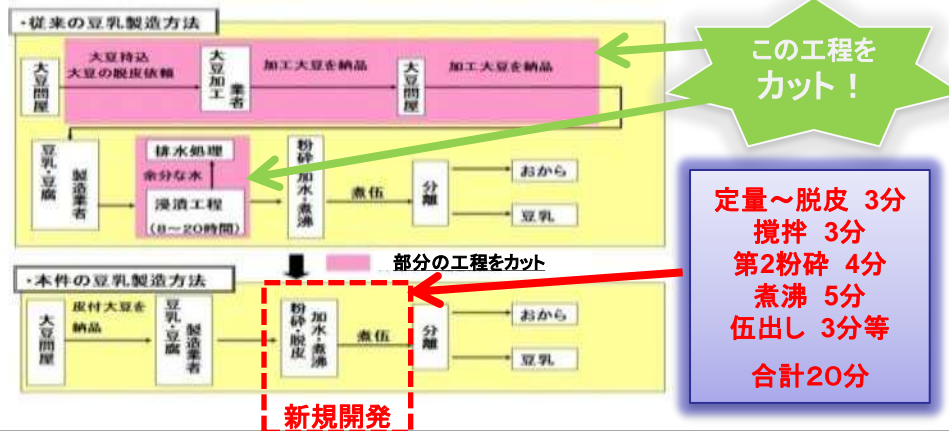 ・従来の豆乳製造方法
大豆持込
大豆の脱皮依頼
加工大豆を納品
加工大豆を納品
大豆問屋
大豆加工業者
大豆問屋
この工程を
カット！
豆乳・豆腐製造業者
排水処理
余分な水
浸漬工程
(8～20時間)
粉砕・加水・煮沸
煮伍
分離
おから
豆乳
部分の工程をカット
・本件の豆乳製造方法
大豆問屋
皮付大豆を
納品
豆乳・豆腐製造業者
粉砕・脱皮
加水・煮沸
煮伍
分離
おから
豆乳
新規開発
定量～脱皮 3分
撹拌 3分
第2粉砕 4分
煮沸 5分
伍出し 3分等
合計20分